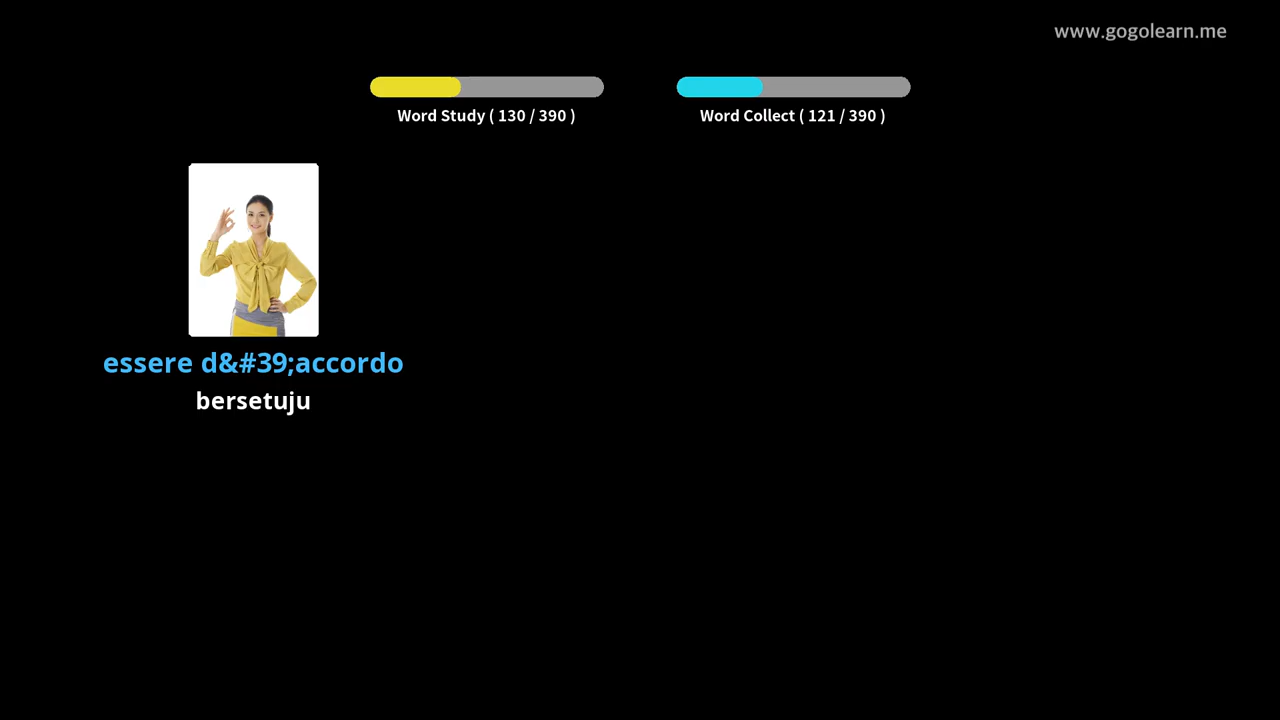 www.gogolearn.me
Word Study ( 130 / 390 )
Word Collect ( 121 / 390 )
essere d&#39;accordo
bersetuju